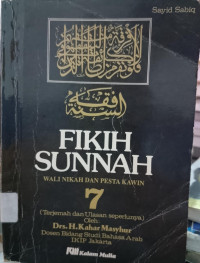 Sayid Sabiq
فقه
السنة
FIKIH
SUNNAH
WALI NIKAH DAN PESTA KAWIN
7
(Terjemah dan Ulasan seperlunya)
Oleh:
Drs. H. Kahar Masyhur
Dosen Bidang Studi Bahasa Arab
IKIP Jakarta
Kalam Mulia